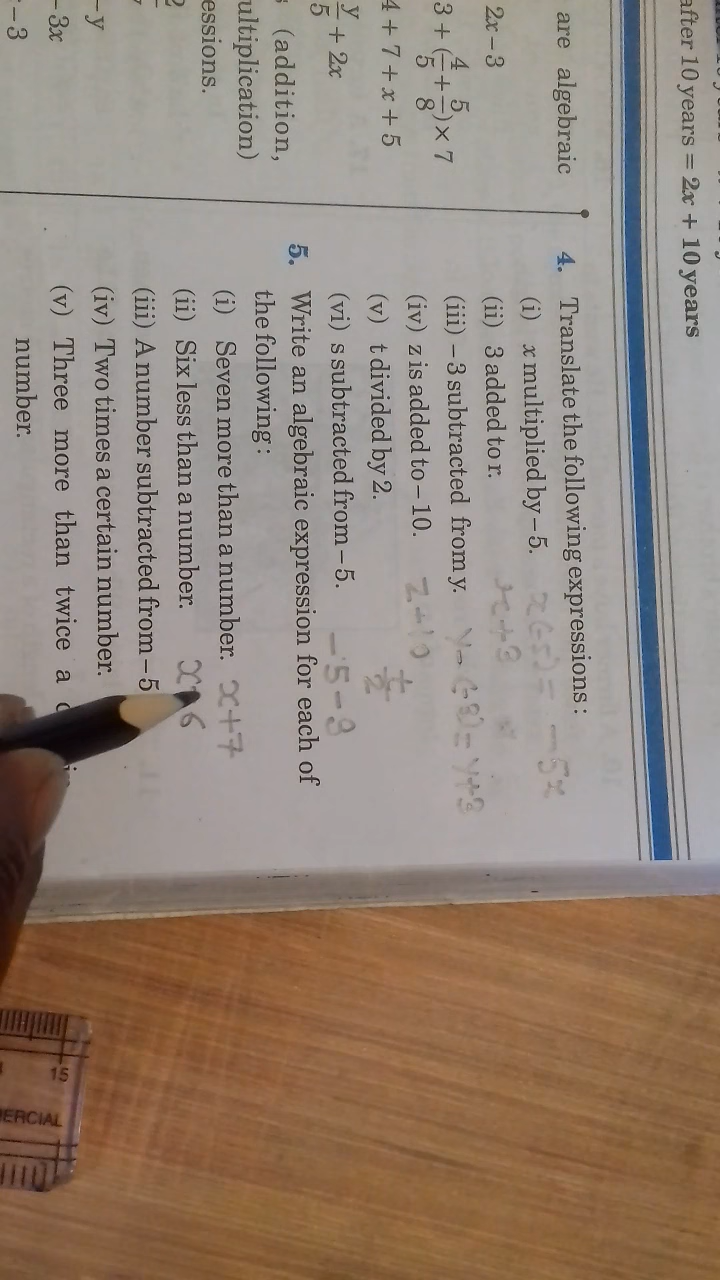 after 10 years = 2x + 10 years
are algebraic
2x – 3
3 + (4/5 + 5/8) × 7
4 + 7 + x + 5
y/5 + 2x
(addition,
ultiplication)
essions.
– y
– 3x
– 3
4. Translate the following expressions :
(i) x multiplied by – 5. x(-5) = -5x
(ii) 3 added to r. r+3
(iii) – 3 subtracted from y. y-(-3) = y+3
(iv) z is added to – 10. z+10
(v) t divided by 2. t/2
(vi) s subtracted from – 5. -5-
5. Write an algebraic expression for each of
the following :
(i) Seven more than a number. x+7
(ii) Six less than a number. x-6
(iii) A number subtracted from – 5
(iv) Two times a certain number.
(v) Three more than twice a
number.
15
ERCIAL